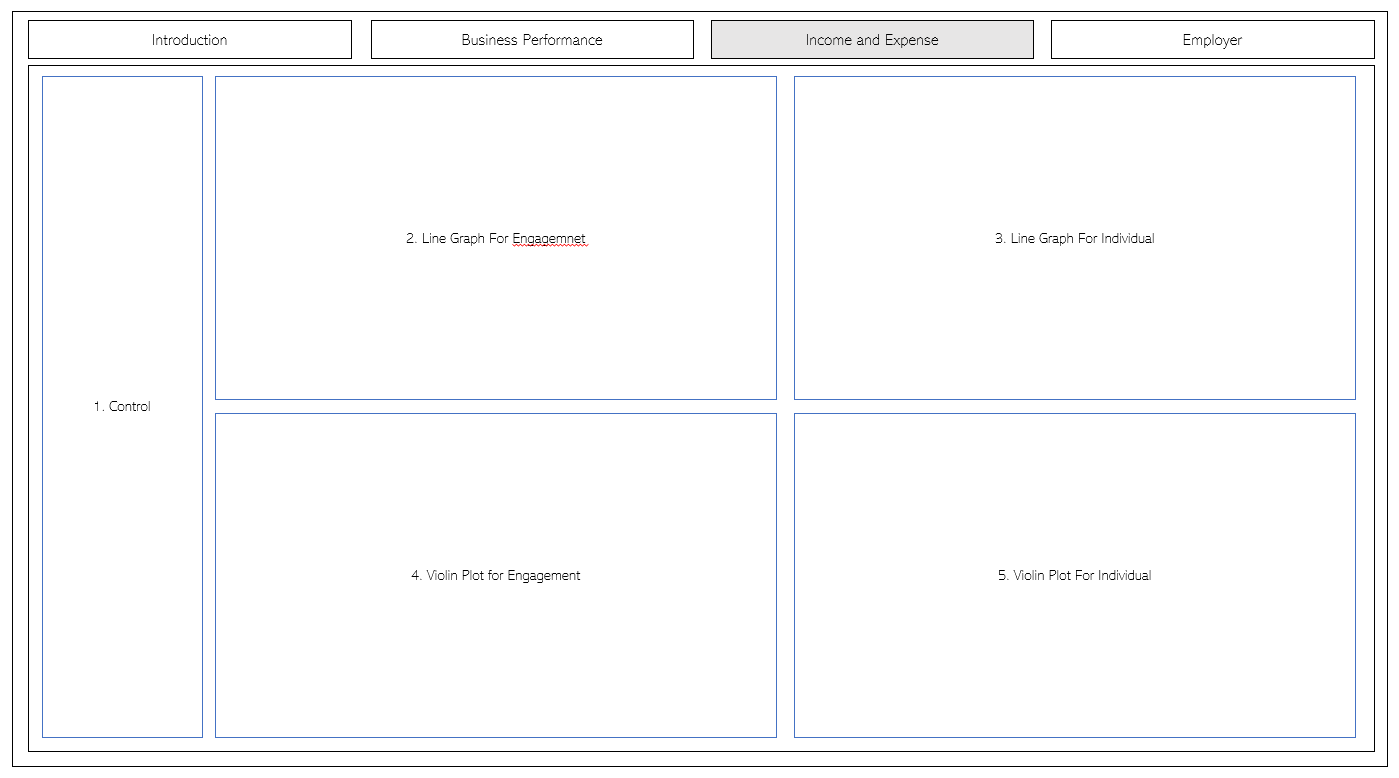 Introduction
Business Performance
Income and Expense
Employer
1. Control
2. Line Graph For Engagemnet
3. Line Graph For Individual
4. Violin Plot for Engagement
5. Violin Plot For Individual